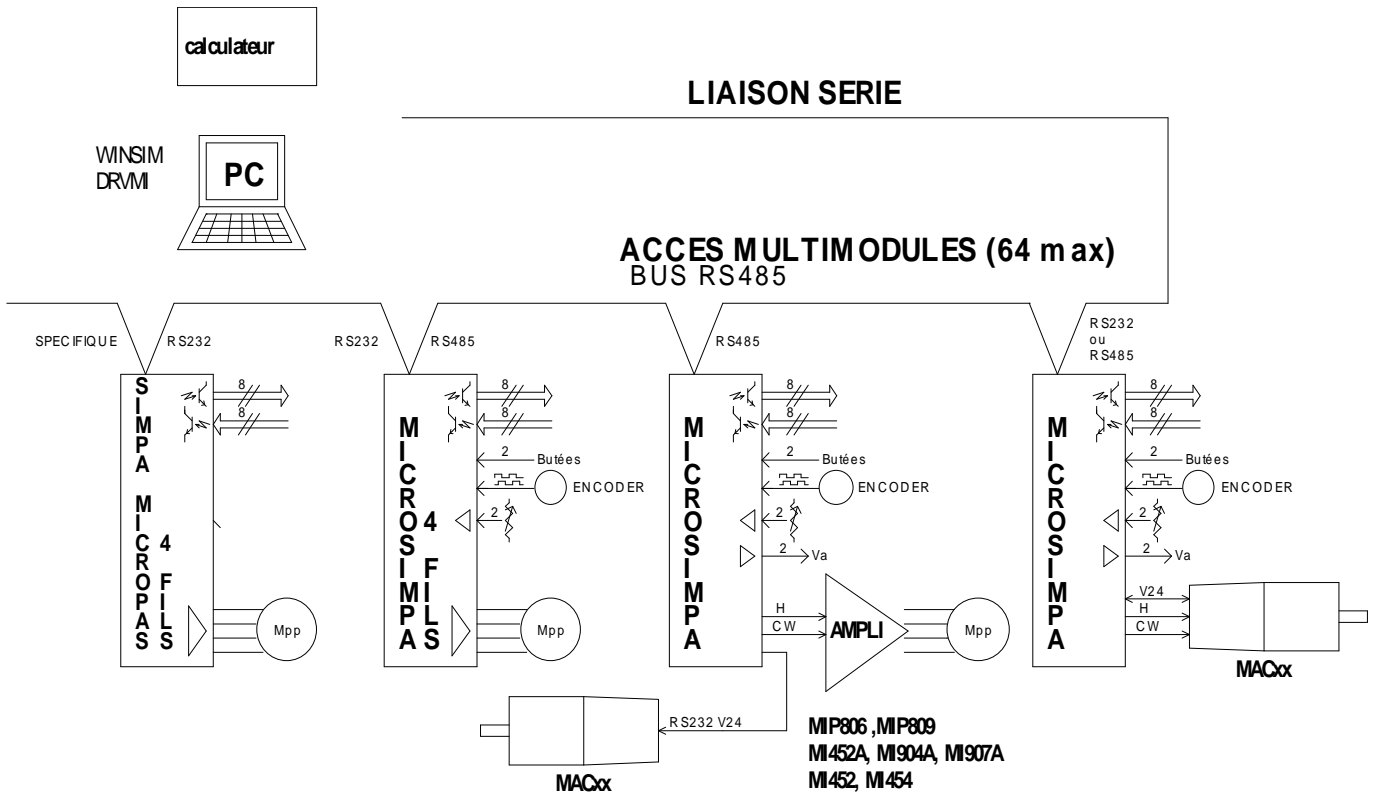 calculateur
LIAISON SERIE
WINSIM
DRVMI
PC
ACCES MULTIMODULES (64 max)
BUS RS485
SPECIFIQUE
RS232
RS232
RS485
RS485
RS232
ou
RS485
SIMPA MICROPAS
4 FILS
8
8
Mpp
MICROSIMPA
4 FILS
8
8
2
Butées
ENCODER
2
Mpp
MICROSIMPA
8
8
2
Butées
ENCODER
2
2
Va
H
CW
AMPLI
Mpp
RS232 V24
MACxx
MIP806 ,MIP809
MI452A, MI904A, MI907A
MI452, MI454
MICROSIMPA
8
8
2
Butées
ENCODER
2
2
Va
V24
H
CW
MACxx